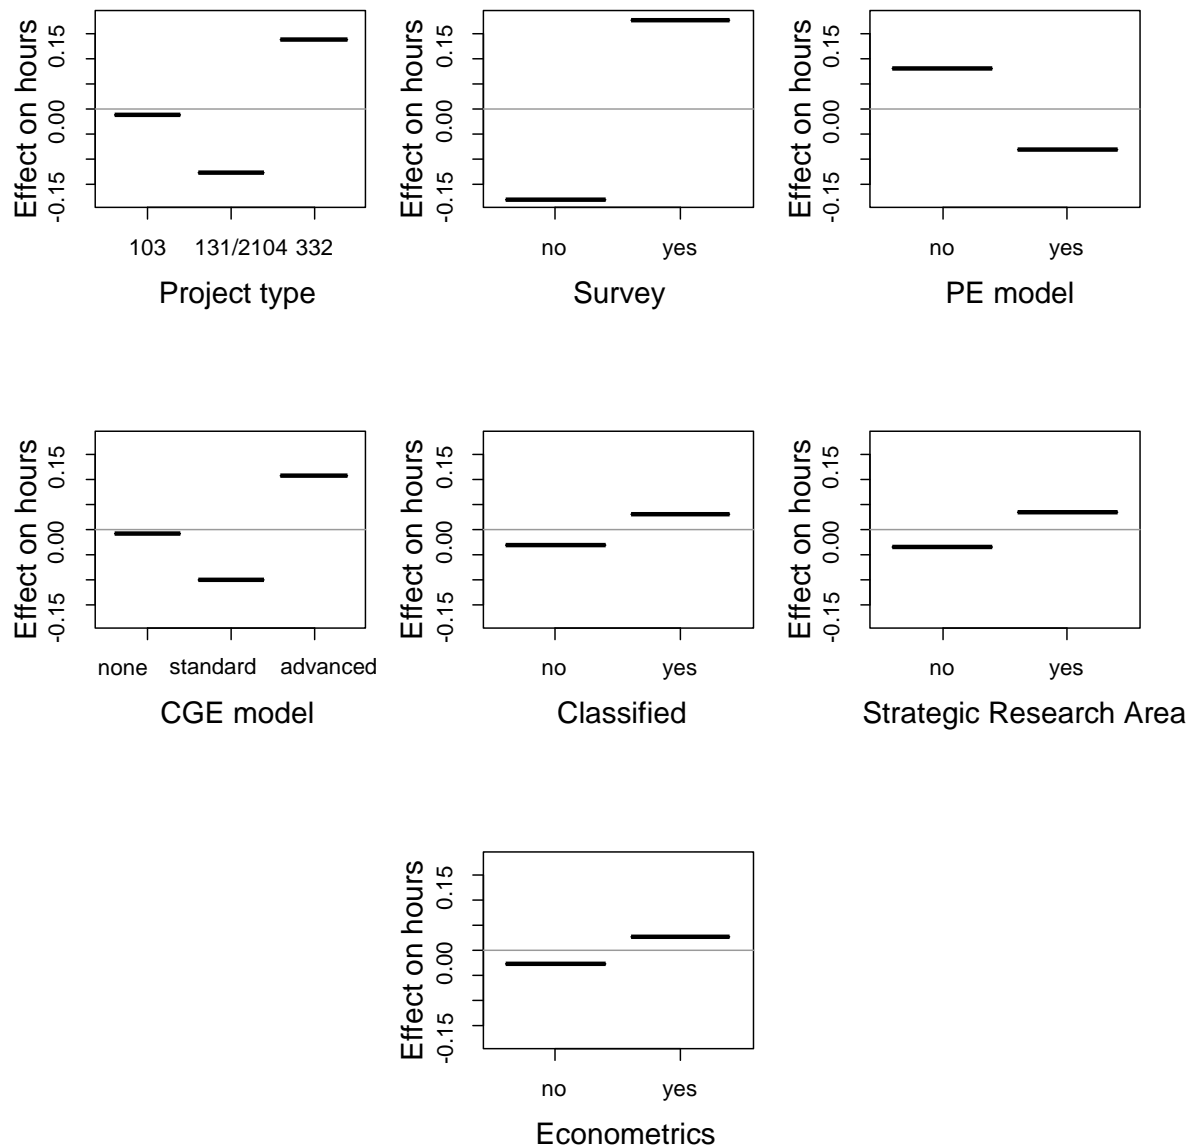 Effect on hours
0.15
0.00
-0.15
103 131/2104 332
Project type
Effect on hours
0.15
0.00
-0.15
no yes
Survey
Effect on hours
0.15
0.00
-0.15
no yes
PE model
Effect on hours
0.15
0.00
-0.15
none standard advanced
CGE model
Effect on hours
0.15
0.00
-0.15
no yes
Classified
Effect on hours
0.15
0.00
-0.15
no yes
Strategic Research Area
Effect on hours
0.15
0.00
-0.15
no yes
Econometrics